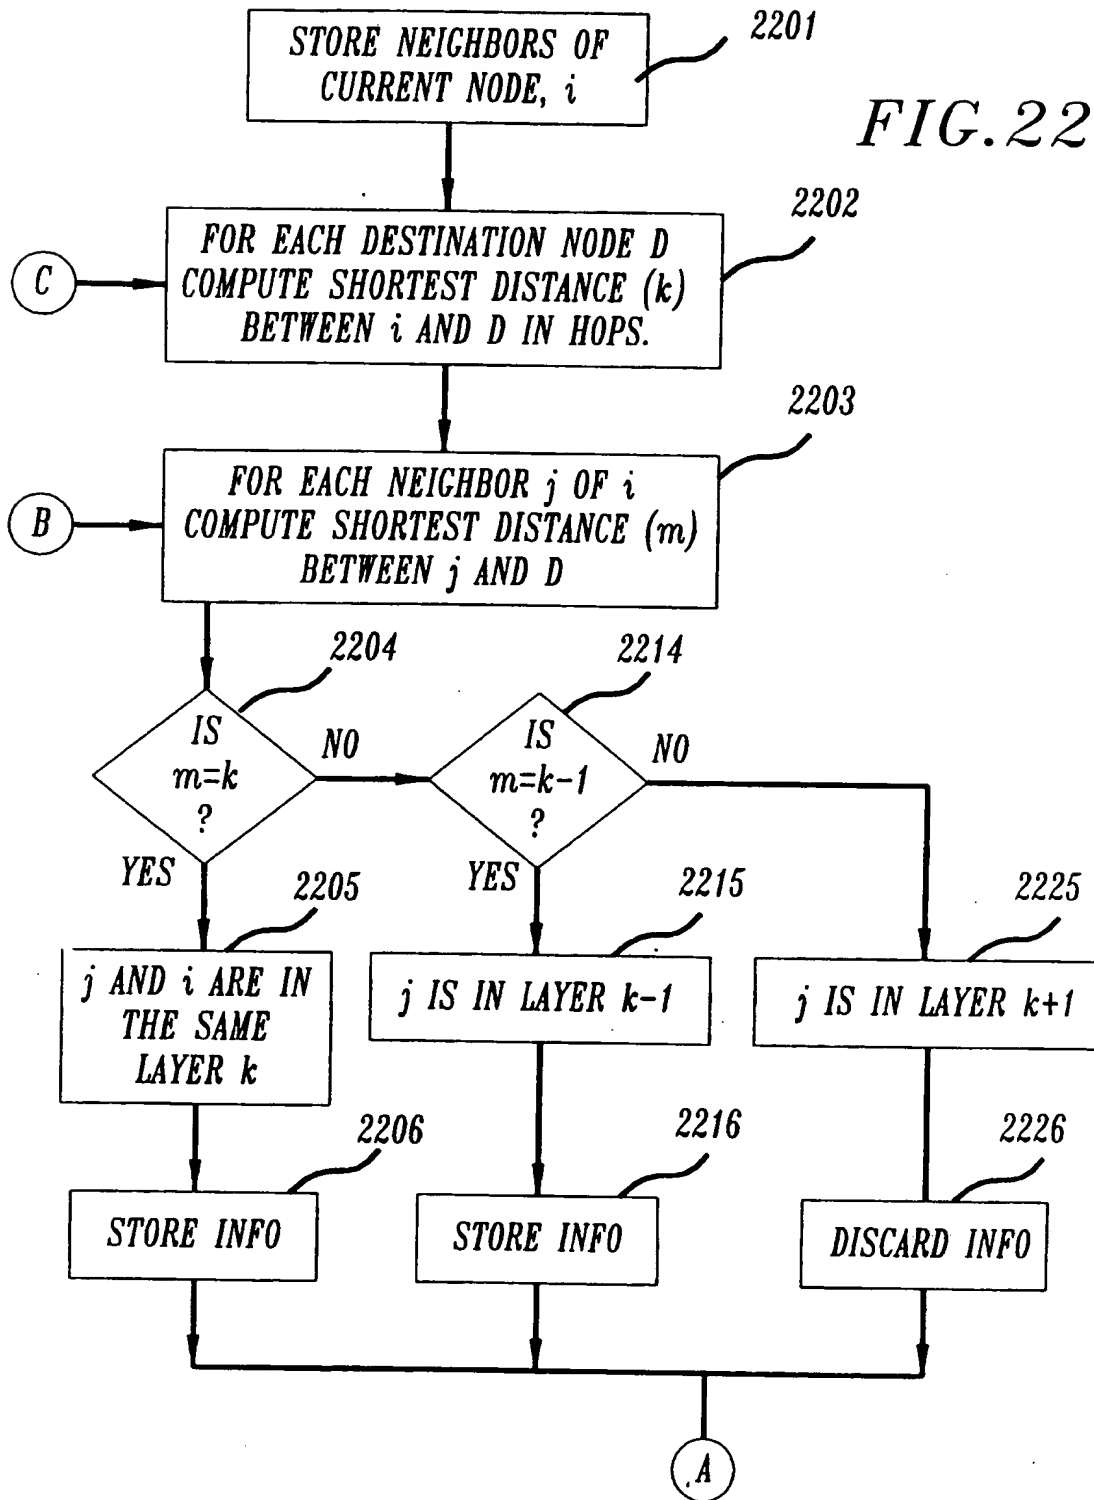 2201
STORE NEIGHBORS OF
CURRENT NODE, i
FIG.22
2202
FOR EACH DESTINATION NODE D
COMPUTE SHORTEST DISTANCE (k)
BETWEEN i AND D IN HOPS.
C
2203
FOR EACH NEIGHBOR j OF i
COMPUTE SHORTEST DISTANCE (m)
BETWEEN j AND D
B
2204
IS
m=k
?
NO
YES
2214
IS
m=k-1
?
NO
YES
2205
j AND i ARE IN
THE SAME
LAYER k
2215
j IS IN LAYER k-1
2225
j IS IN LAYER k+1
2206
STORE INFO
2216
STORE INFO
2226
DISCARD INFO
A